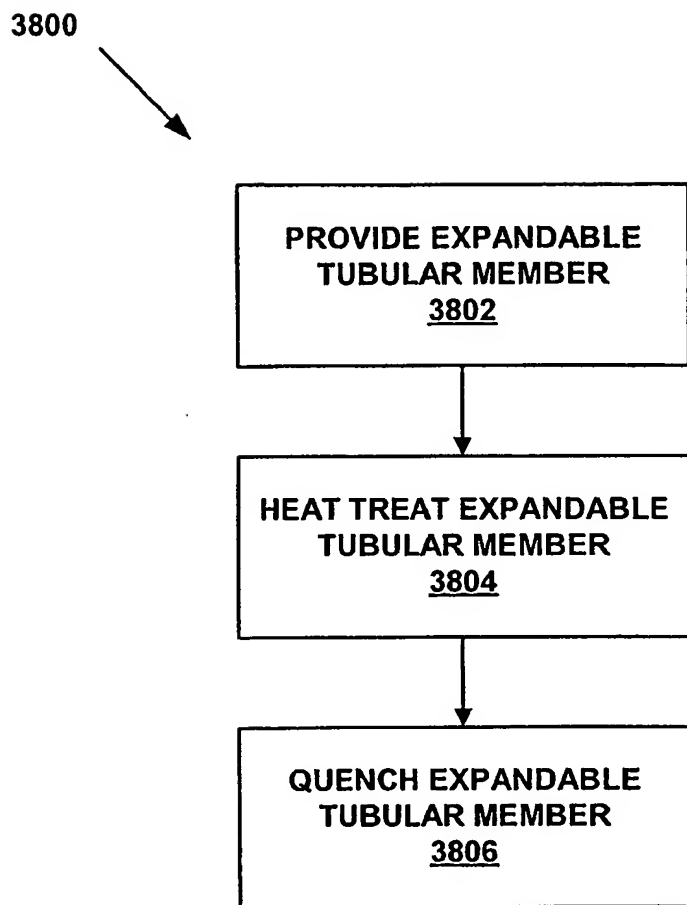 3800
PROVIDE EXPANDABLE
TUBULAR MEMBER
3802
HEAT TREAT EXPANDABLE
TUBULAR MEMBER
3804
QUENCH EXPANDABLE
TUBULAR MEMBER
3806